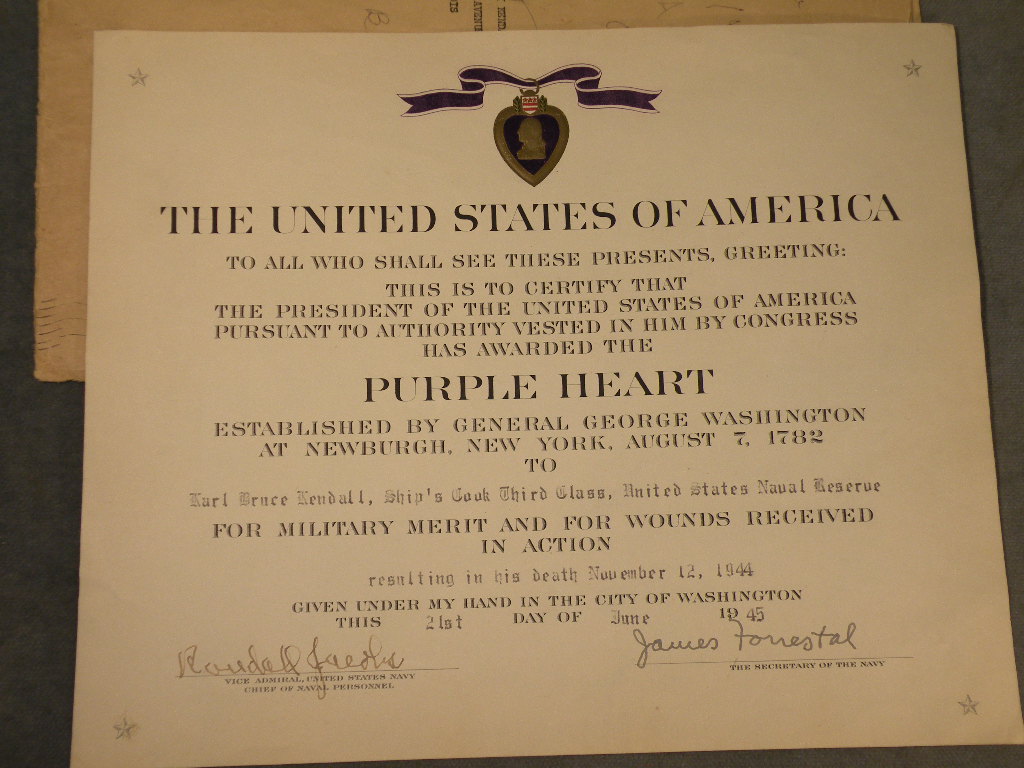 THE UNITED STATES OF AMERICA
TO ALL WHO SHALL SEE THESE PRESENTS, GREETING:
THIS IS TO CERTIFY THAT
THE PRESIDENT OF THE UNITED STATES OF AMERICA
PURSUANT TO AUTHORITY VESTED IN HIM BY CONGRESS
HAS AWARDED THE
PURPLE HEART
ESTABLISHED BY GENERAL GEORGE WASHINGTON
AT NEWBURGH, NEW YORK, AUGUST 7, 1782
TO
Karl Bruce Kendall, Ship's Cook Third Class, United States Naval Reserve
FOR MILITARY MERIT AND FOR WOUNDS RECEIVED
IN ACTION
resulting in his death November 12, 1944
GIVEN UNDER MY HAND IN THE CITY OF WASHINGTON
THIS 21st DAY OF June 1945
Randall Jacobs
VICE ADMIRAL, UNITED STATES NAVY
CHIEF OF NAVAL PERSONNEL
James Forrestal
THE SECRETARY OF THE NAVY